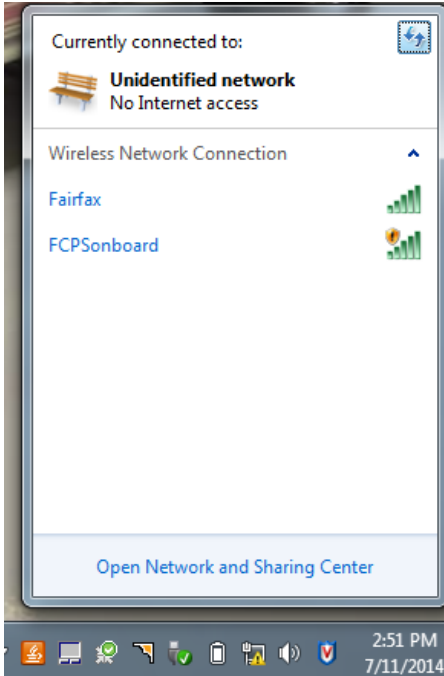 Currently connected to:
Unidentified network
No Internet access
Wireless Network Connection
Fairfax
FCPSonboard
Open Network and Sharing Center
2:51 PM
7/11/2014